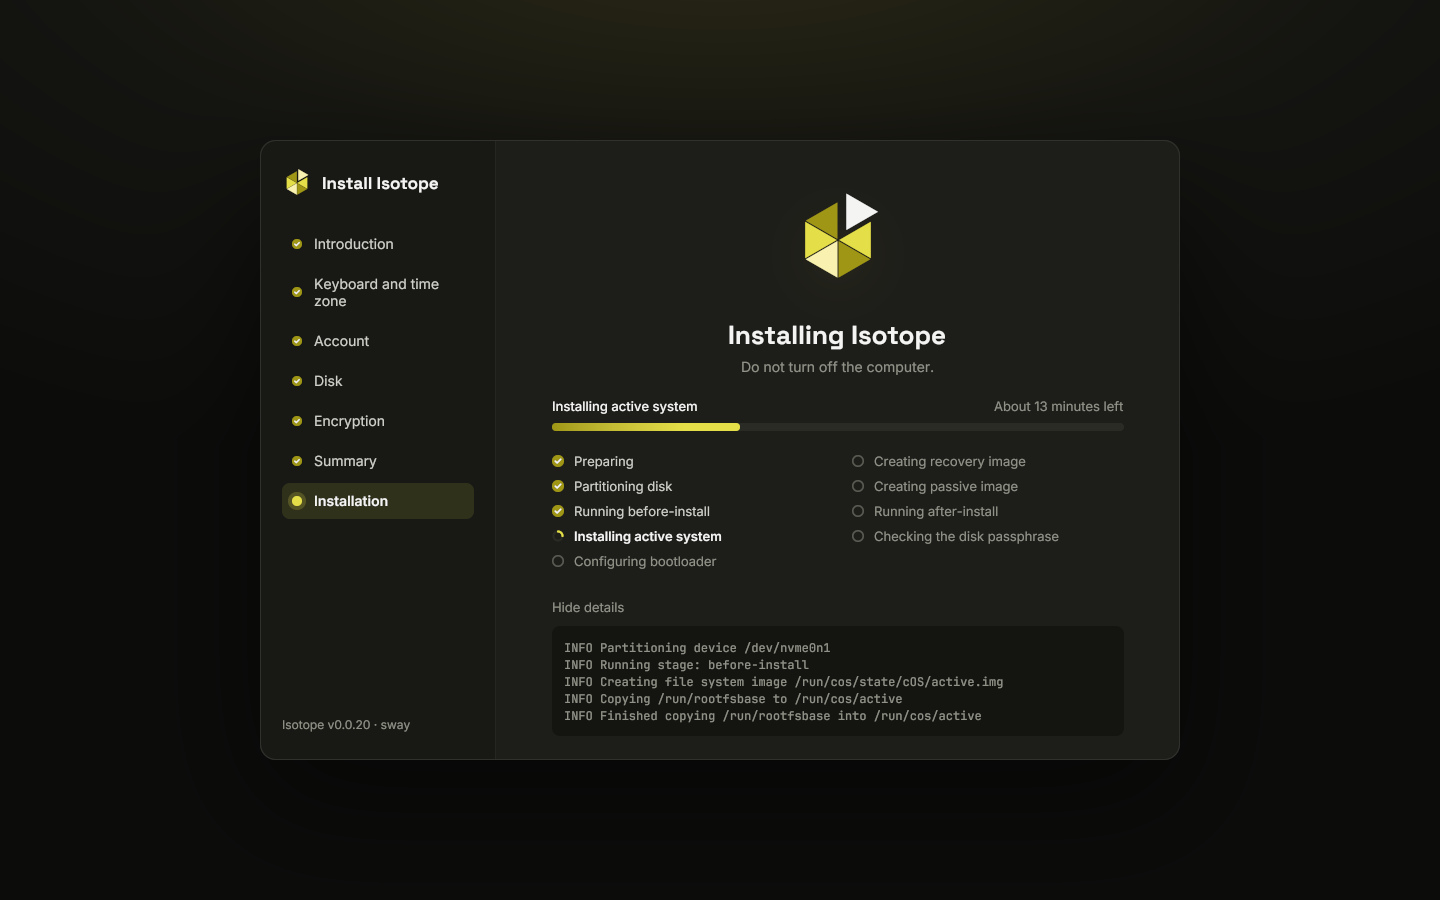 Install Isotope
Introduction
Keyboard and time
zone
Account
Disk
Encryption
Summary
Installation
Isotope v0.0.20 · sway
Installing Isotope
Do not turn off the computer.
Installing active system
About 13 minutes left
Preparing
Partitioning disk
Running before-install
Installing active system
Configuring bootloader
Creating recovery image
Creating passive image
Running after-install
Checking the disk passphrase
Hide details
INFO Partitioning device /dev/nvme0n1
INFO Running stage: before-install
INFO Creating file system image /run/cos/state/cOS/active.img
INFO Copying /run/rootfsbase to /run/cos/active
INFO Finished copying /run/rootfsbase into /run/cos/active